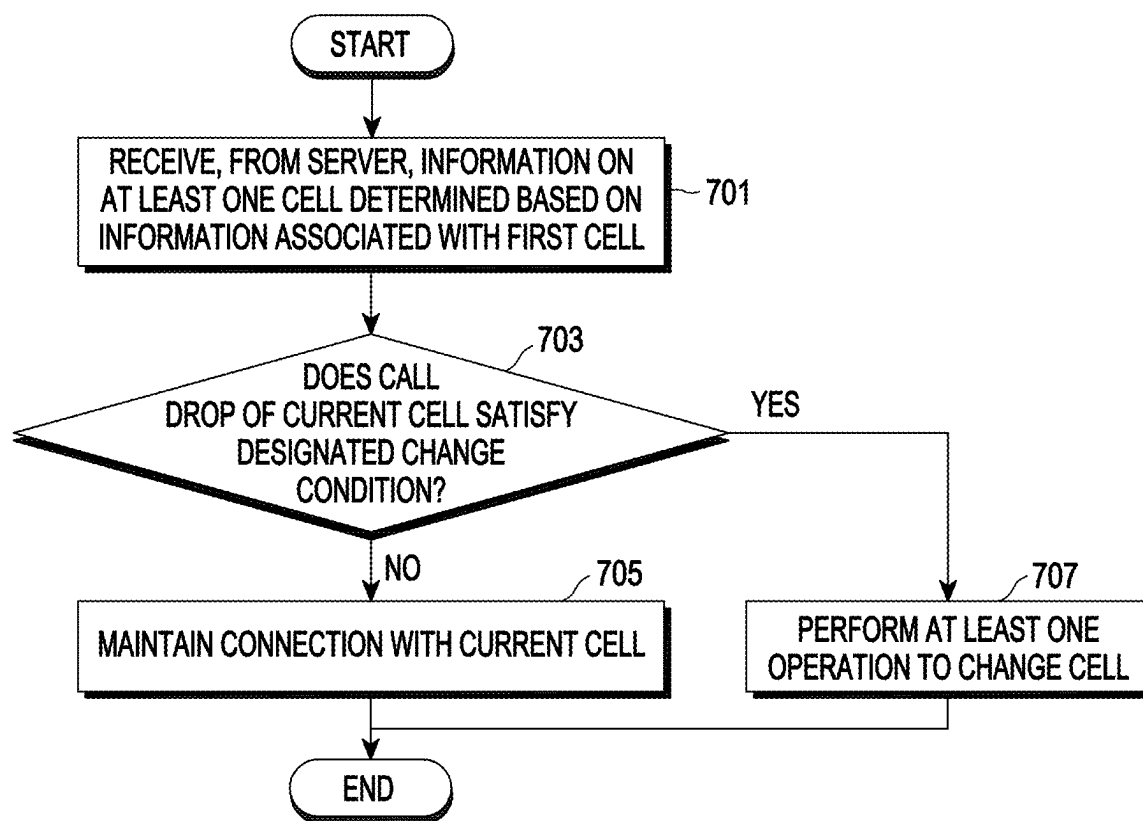 START
RECEIVE, FROM SERVER, INFORMATION ON
AT LEAST ONE CELL DETERMINED BASED ON
INFORMATION ASSOCIATED WITH FIRST CELL
701
703
DOES CALL
DROP OF CURRENT CELL SATISFY
DESIGNATED CHANGE
CONDITION?
YES
NO
705
MAINTAIN CONNECTION WITH CURRENT CELL
707
PERFORM AT LEAST ONE
OPERATION TO CHANGE CELL
END